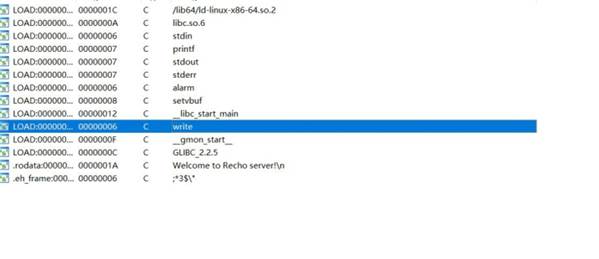 LOAD:000000... 0000001C C /lib64/ld-linux-x86-64.so.2
LOAD:000000... 0000000A C libc.so.6
LOAD:000000... 00000006 C stdin
LOAD:000000... 00000007 C printf
LOAD:000000... 00000007 C stdout
LOAD:000000... 00000007 C stderr
LOAD:000000... 00000006 C alarm
LOAD:000000... 00000008 C setvbuf
LOAD:000000... 00000012 C __libc_start_main
LOAD:000000... 00000006 C write
LOAD:000000... 0000000F C __gmon_start__
LOAD:000000... 0000000C C GLIBC_2.2.5
.rodata:00000... 0000001A C Welcome to Recho server!\n
.eh_frame:000... 00000006 C ;*3$\"